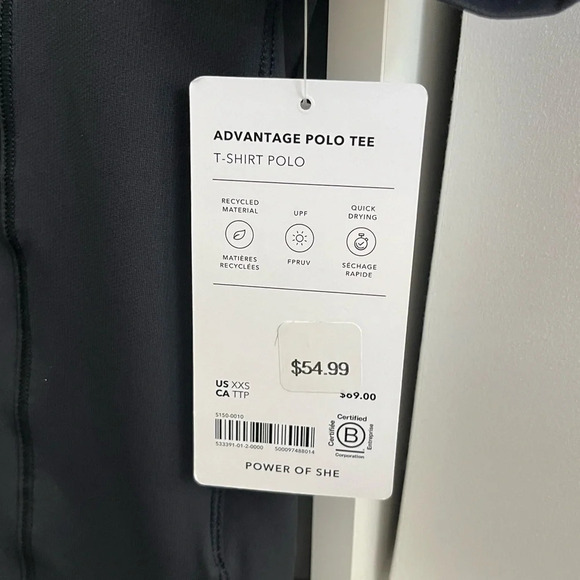 ADVANTAGE POLO TEE
T-SHIRT POLO
RECYCLED
MATERIAL
MATIÈRES
RECYCLÉES
UPF
FPRUV
QUICK
DRYING
SÉCHAGE
RAPIDE
$54.99
US XXS
CA TTP
$69.00
5150-0010
533391-01-2-0000 500097488014
Certified
Certifiée
B
Entreprise
Corporation
POWER OF SHE